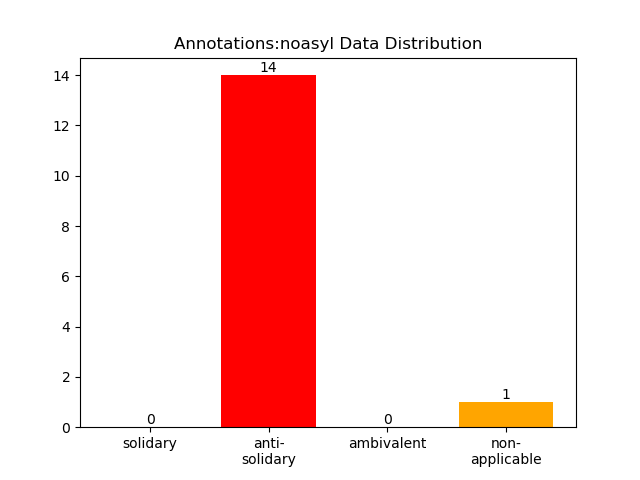 Annotations:noasyl Data Distribution
14
12
10
8
6
4
2
0
14
0
0
1
solidary
anti-
solidary
ambivalent
non-
applicable